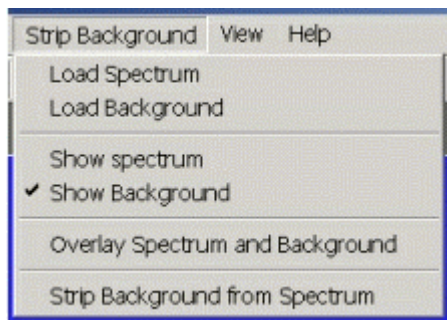 Strip Background View Help
Load Spectrum
Load Background
Show spectrum
Show Background
Overlay Spectrum and Background
Strip Background from Spectrum